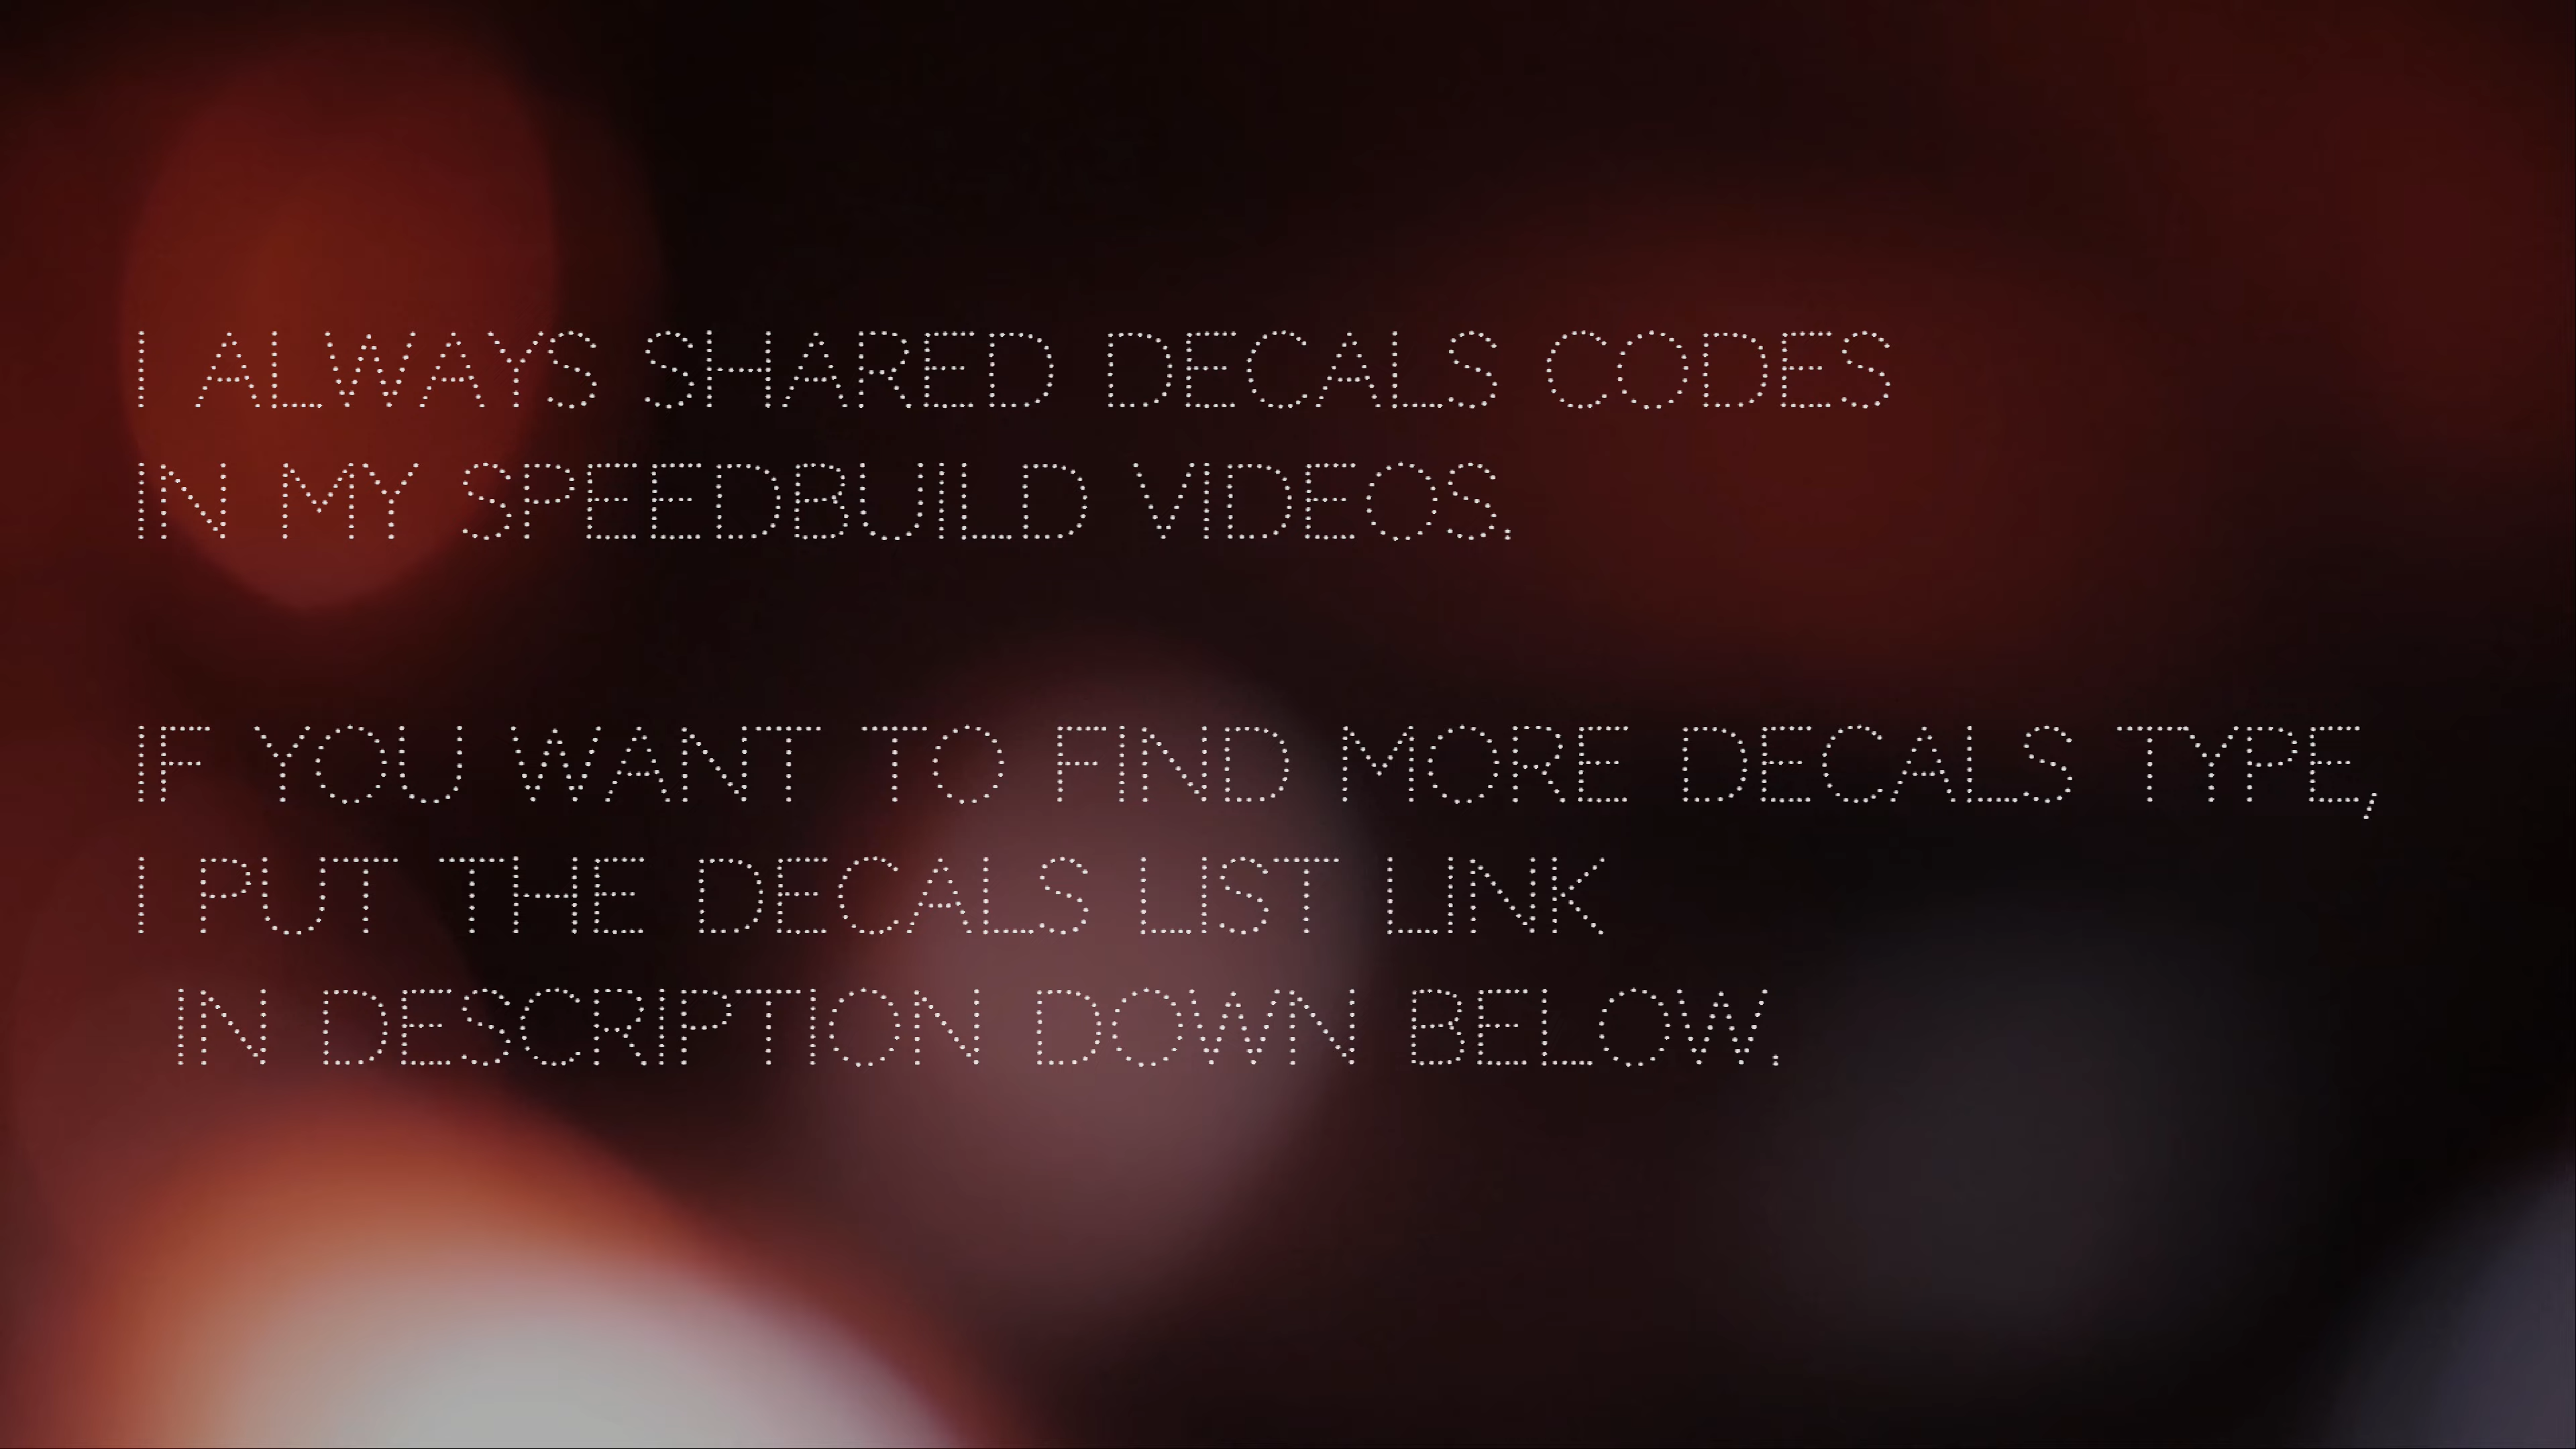 I ALWAYS SHARED DECALS CODES
IN MY SPEEDBUILD VIDEOS.
IF YOU WANT TO FIND MORE DECALS TYPE,
I PUT THE DECALS LIST LINK
IN DESCRIPTION DOWN BELOW.